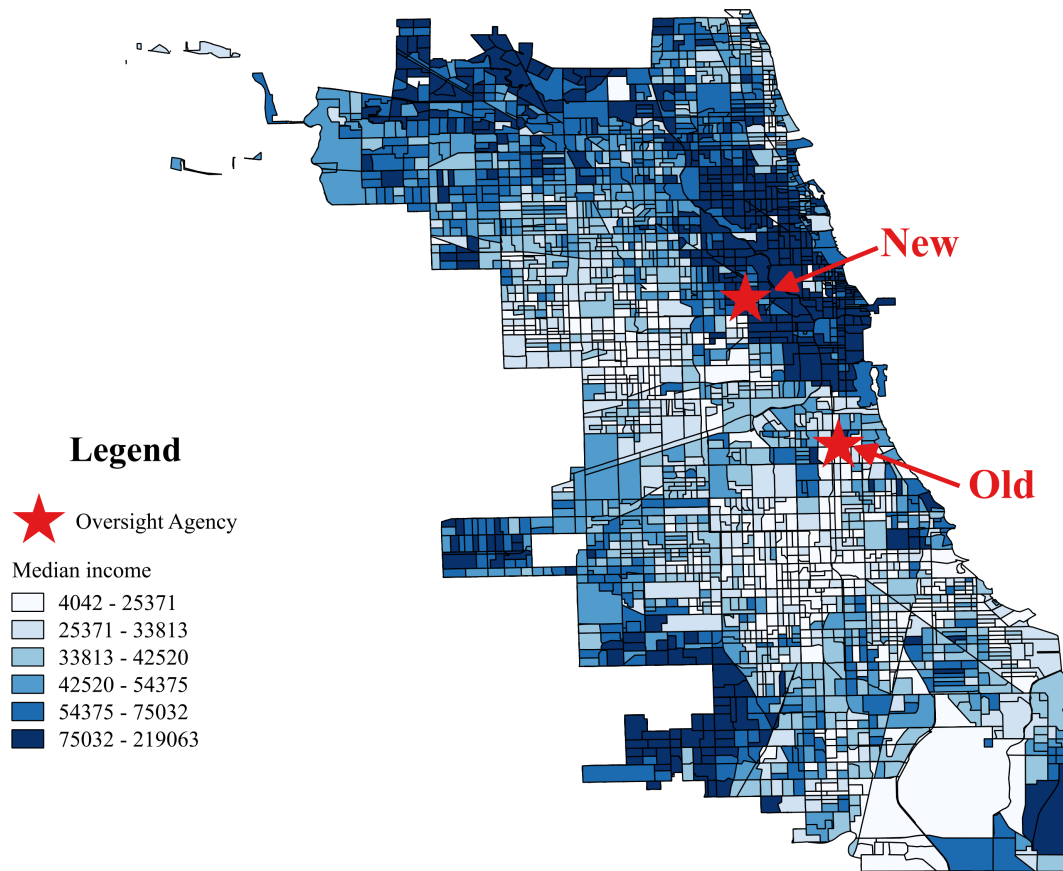 New
Old
Legend
Oversight Agency
Median income
4042 - 25371
25371 - 33813
33813 - 42520
42520 - 54375
54375 - 75032
75032 - 219063